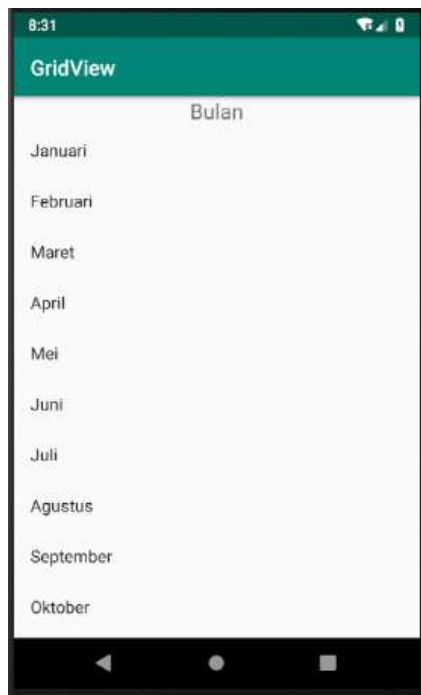 8:31
GridView
Bulan
Januari
Februari
Maret
April
Mei
Juni
Juli
Agustus
September
Oktober